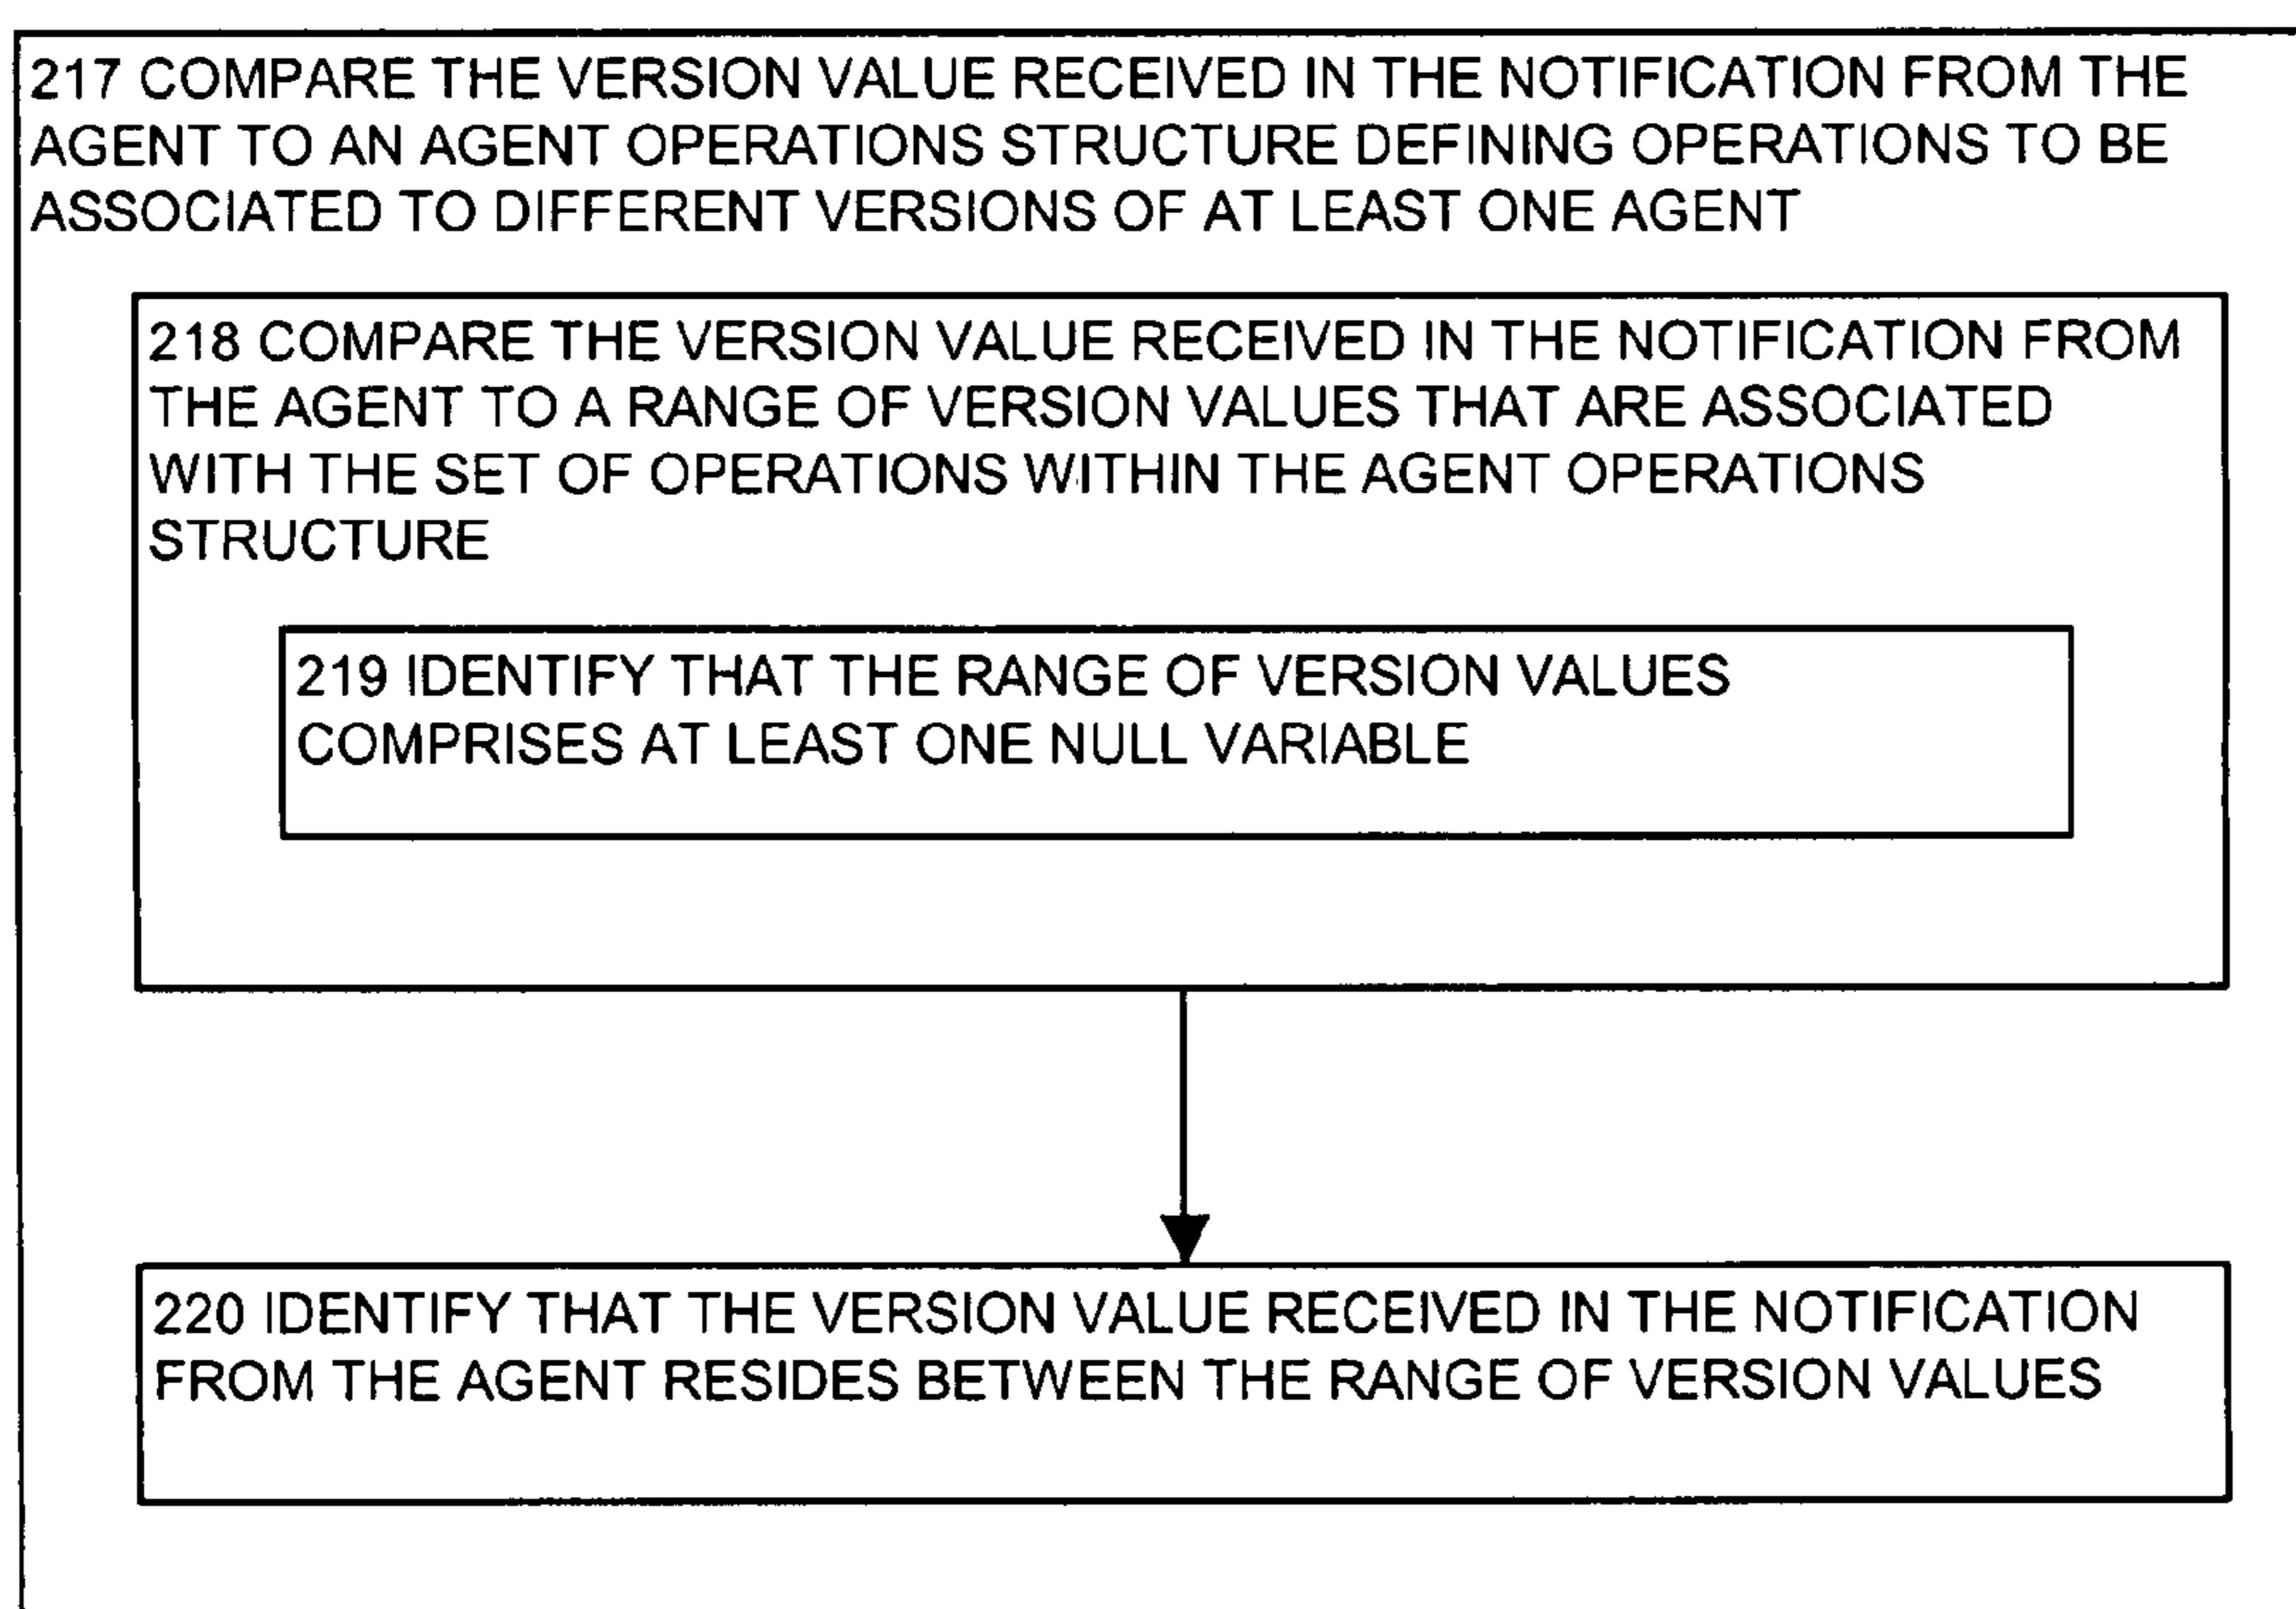 217 COMPARE THE VERSION VALUE RECEIVED IN THE NOTIFICATION FROM THE
AGENT TO AN AGENT OPERATIONS STRUCTURE DEFINING OPERATIONS TO BE
ASSOCIATED TO DIFFERENT VERSIONS OF AT LEAST ONE AGENT
218 COMPARE THE VERSION VALUE RECEIVED IN THE NOTIFICATION FROM
THE AGENT TO A RANGE OF VERSION VALUES THAT ARE ASSOCIATED
WITH THE SET OF OPERATIONS WITHIN THE AGENT OPERATIONS
STRUCTURE
219 IDENTIFY THAT THE RANGE OF VERSION VALUES
COMPRISES AT LEAST ONE NULL VARIABLE
220 IDENTIFY THAT THE VERSION VALUE RECEIVED IN THE NOTIFICATION
FROM THE AGENT RESIDES BETWEEN THE RANGE OF VERSION VALUES